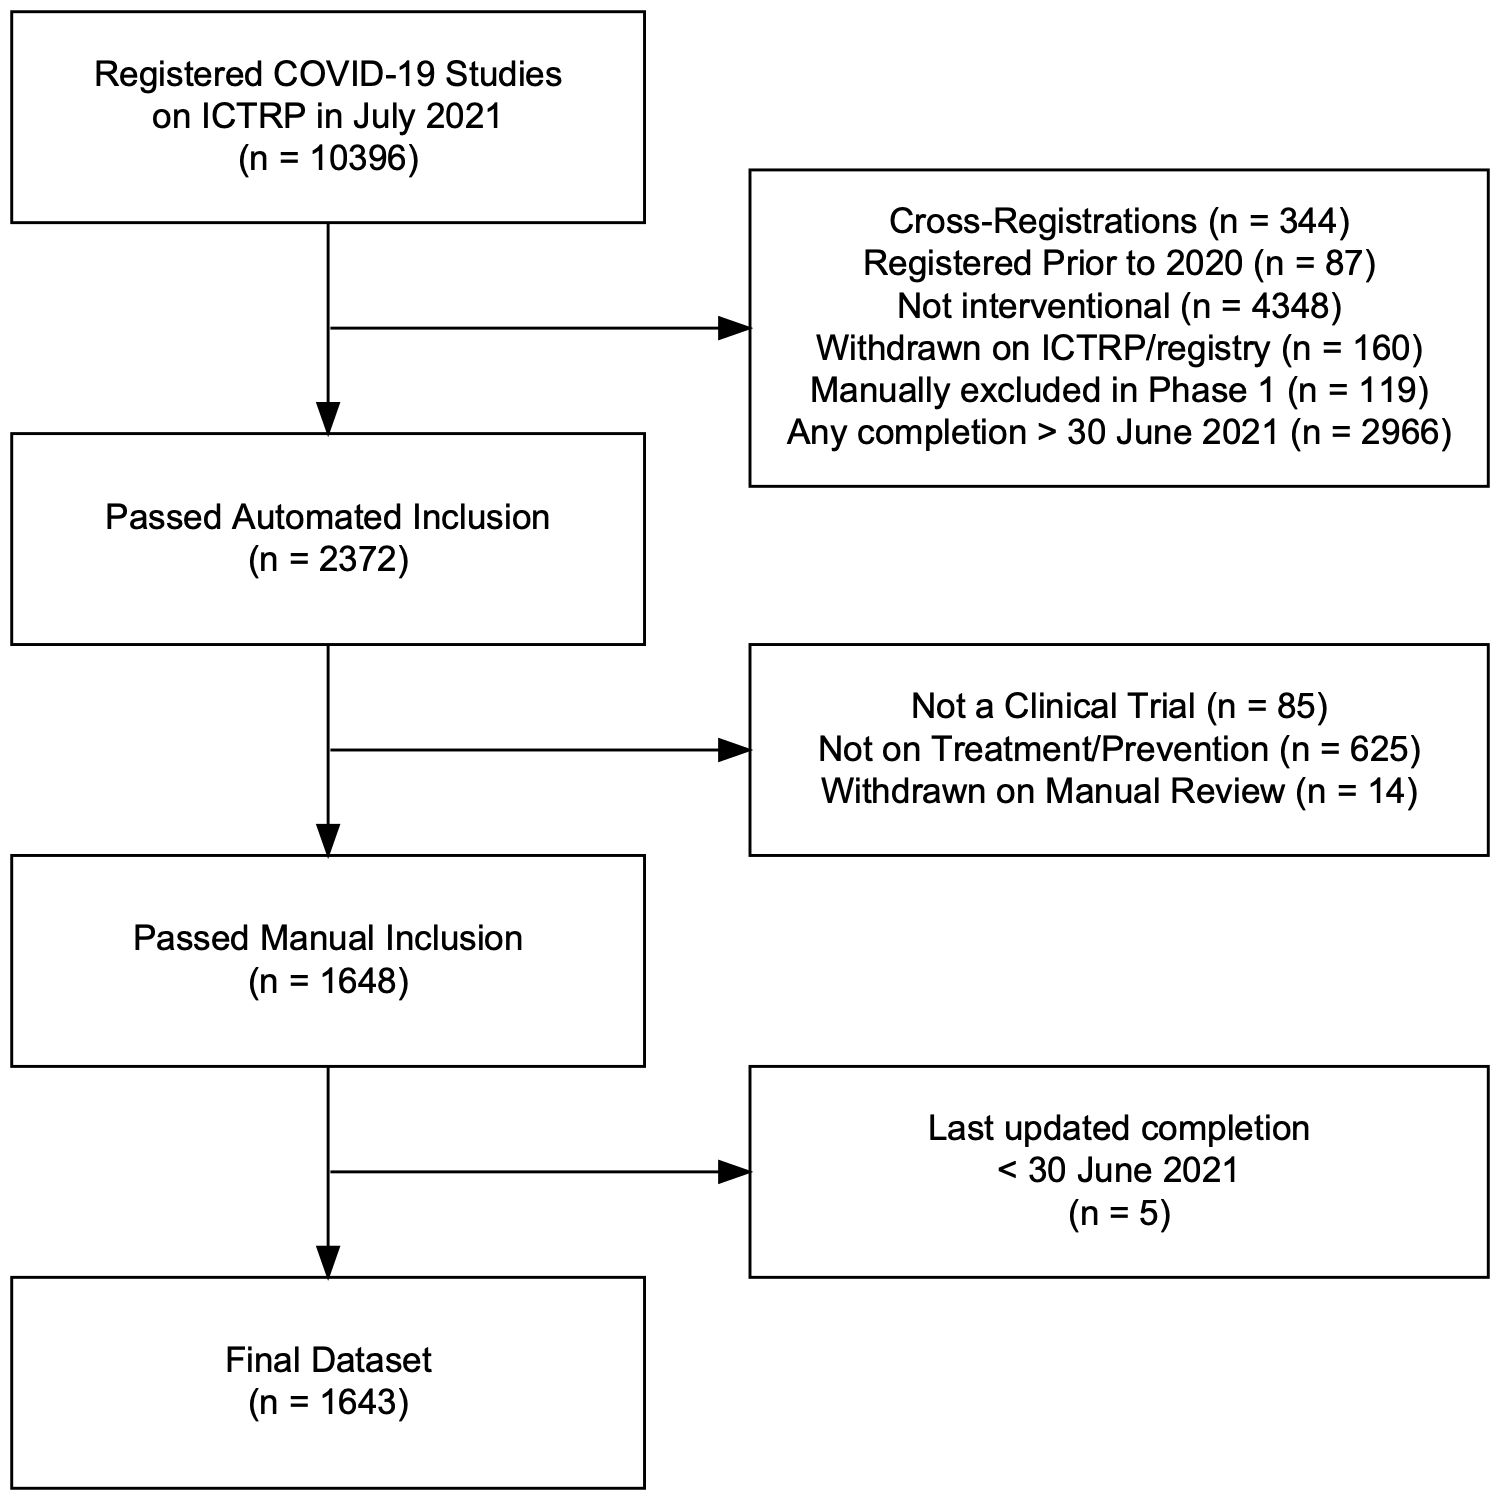 Registered COVID-19 Studies
on ICTRP in July 2021
(n = 10396)
Cross-Registrations (n = 344)
Registered Prior to 2020 (n = 87)
Not interventional (n = 4348)
Withdrawn on ICTRP/registry (n = 160)
Manually excluded in Phase 1 (n = 119)
Any completion > 30 June 2021 (n = 2966)
Passed Automated Inclusion
(n = 2372)
Not a Clinical Trial (n = 85)
Not on Treatment/Prevention (n = 625)
Withdrawn on Manual Review (n = 14)
Passed Manual Inclusion
(n = 1648)
Last updated completion
< 30 June 2021
(n = 5)
Final Dataset
(n = 1643)